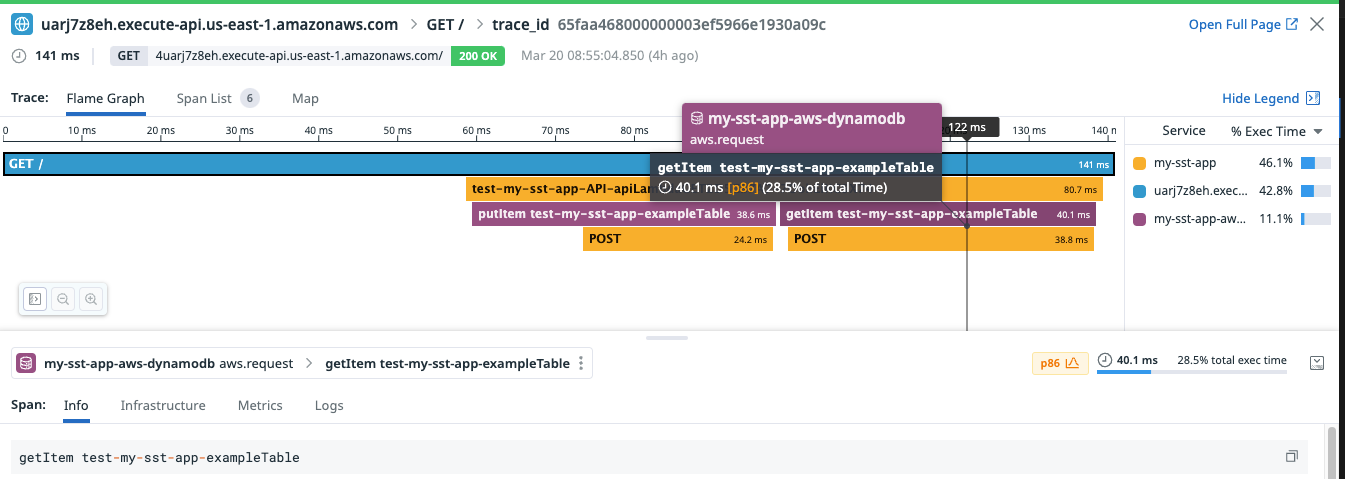 uarj7z8eh.execute-api.us-east-1.amazonaws.com > GET / > trace_id 65faa468000000003ef5966e1930a09c Open Full Page
141 ms GET 4uarj7z8eh.execute-api.us-east-1.amazonaws.com/ 200 OK Mar 20 08:55:04.850 (4h ago)
Trace: Flame Graph Span List 6 Map Hide Legend
0 10 ms 20 ms 30 ms 40 ms 50 ms 60 ms 70 ms 80 ms 122 ms 130 ms 140 n
my-sst-app-aws-dynamodb
aws.request
getItem test-my-sst-app-exampleTable
40.1 ms [p86] (28.5% of total Time)
GET / 141 ms
test-my-sst-app-API-apiLam 80.7 ms
putItem test-my-sst-app-exampleTable 38.6 ms getItem test-my-sst-app-exampleTable 40.1 ms
POST 24.2 ms POST 38.8 ms
Service % Exec Time
my-sst-app 46.1%
uarj7z8eh.exec... 42.8%
my-sst-app-aw... 11.1%
my-sst-app-aws-dynamodb aws.request > getItem test-my-sst-app-exampleTable p86 40.1 ms 28.5% total exec time
Span: Info Infrastructure Metrics Logs
getItem test-my-sst-app-exampleTable